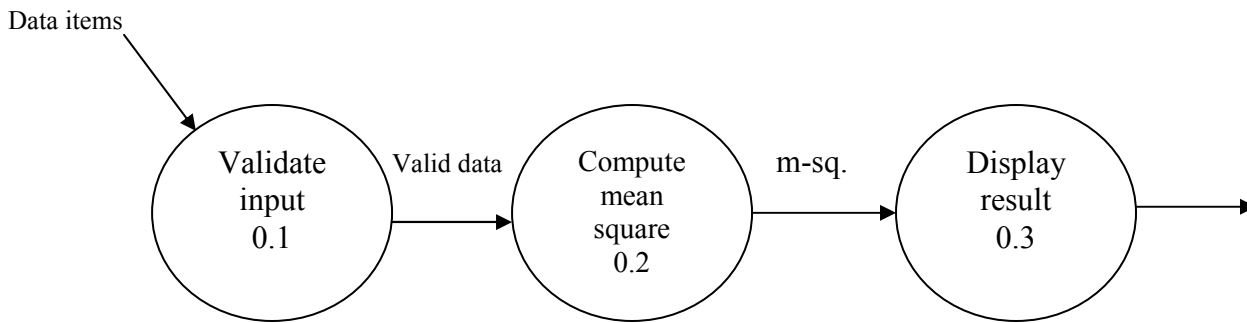 Data items
Validate
input
0.1
Valid data
Compute
mean
square
0.2
m-sq.
Display
result
0.3